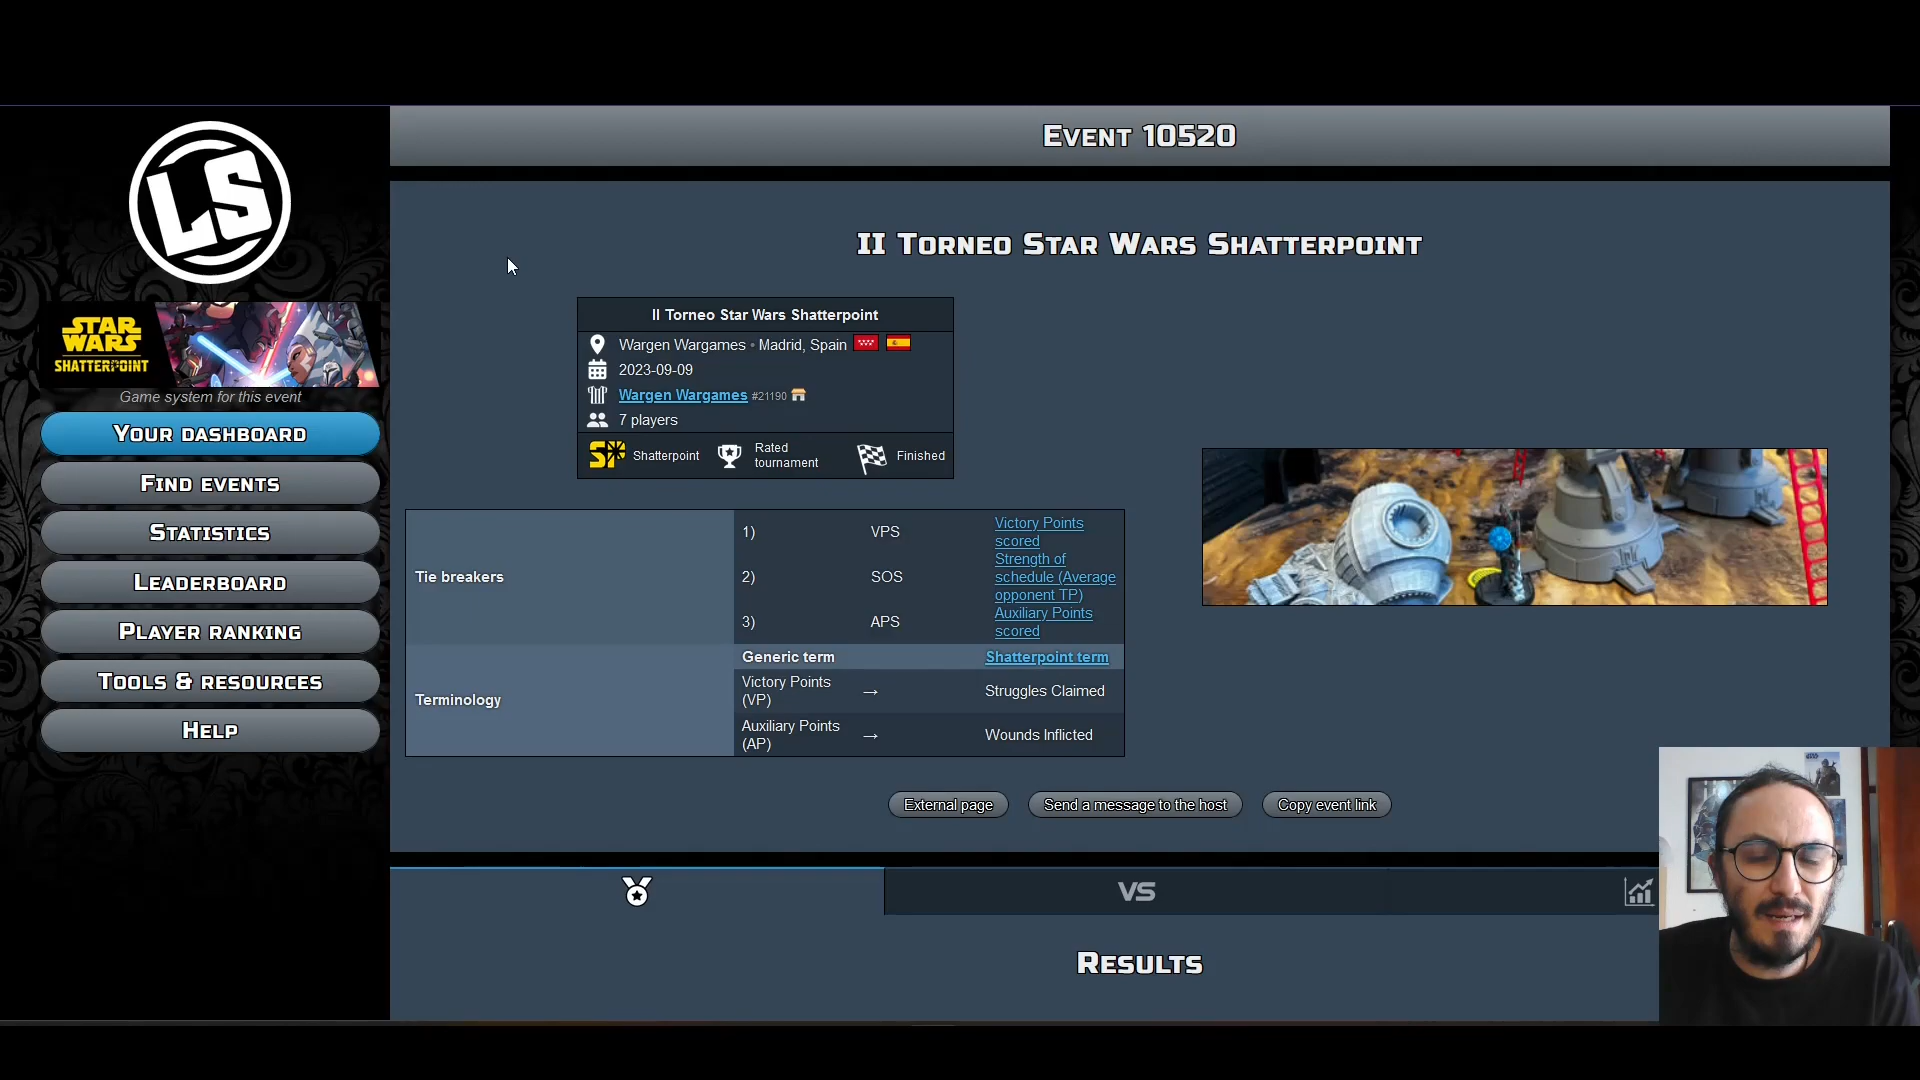 EVENT 10520
LS
II TORNEO STAR WARS SHATTERPOINT
STAR
WARS
SHATTERPOINT
Game system for this event
YOUR DASHBOARD
FIND EVENTS
STATISTICS
LEADERBOARD
PLAYER RANKING
TOOLS & RESOURCES
HELP
II Torneo Star Wars Shatterpoint
Wargen Wargames • Madrid, Spain
2023-09-09
Wargen Wargames #21190
7 players
SP Shatterpoint
Rated
tournament
Finished
Tie breakers
1) VPS Victory Points
scored
2) SOS Strength of
schedule (Average
opponent TP)
3) APS Auxiliary Points
scored
Terminology
Generic term Shatterpoint term
Victory Points
(VP) → Struggles Claimed
Auxiliary Points
(AP) → Wounds Inflicted
External page
Send a message to the host
Copy event link
VS
RESULTS